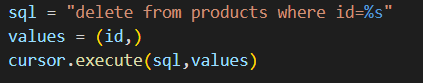 sql = "delete from products where id=%s"
values = (id,)
cursor.execute(sql,values)